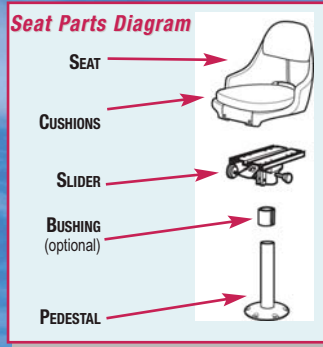 Seat Parts Diagram
SEAT
CUSHIONS
SLIDER
BUSHING
(optional)
PEDESTAL